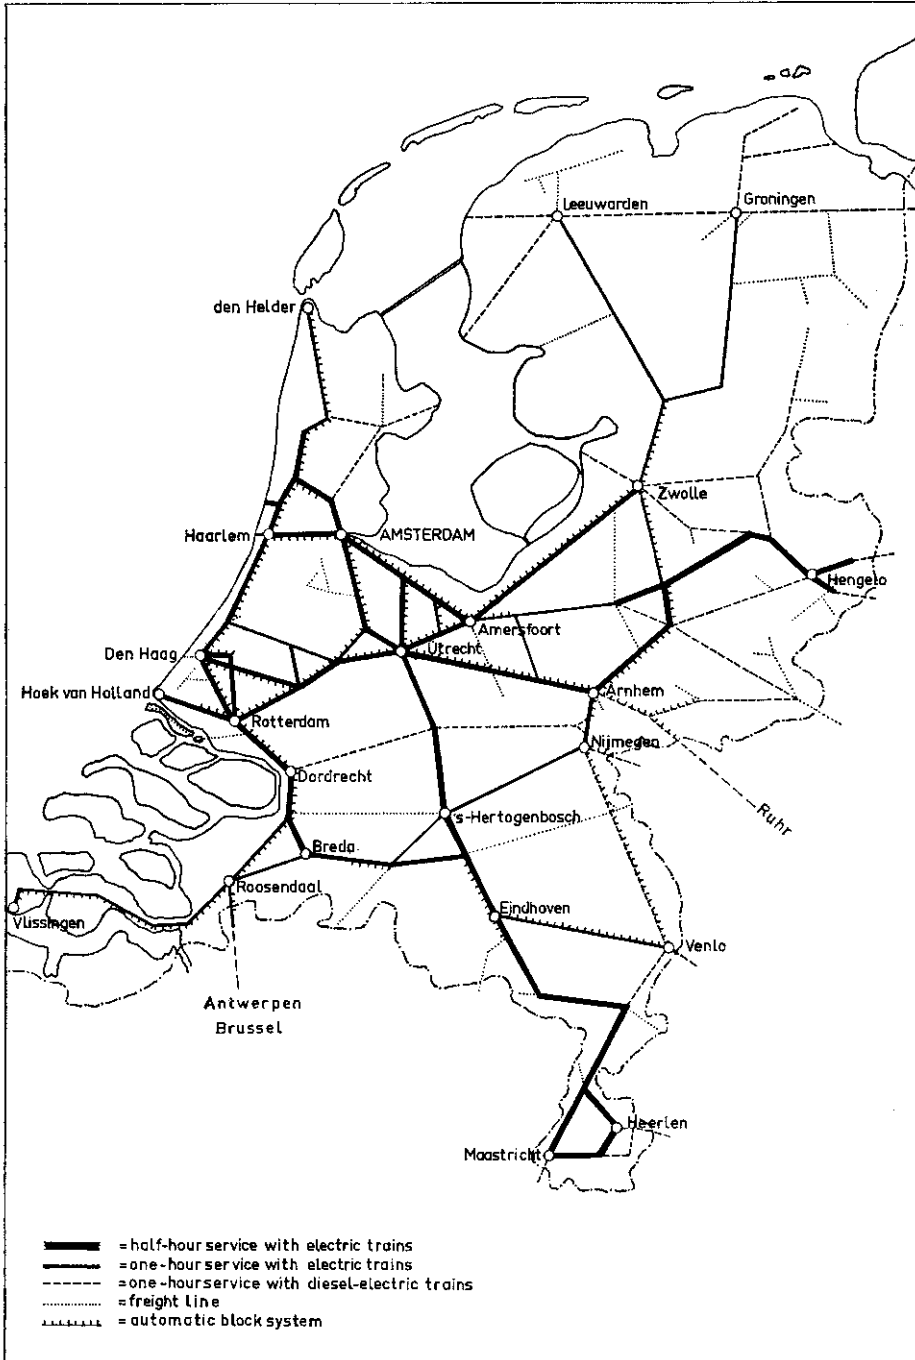 Leeuwarden
Groningen
den Helder
Zwolle
Haarlem
AMSTERDAM
Hengelo
Amersfoort
Den Haag
Utrecht
Hoek van Holland
Arnhem
Rotterdam
Nijmegen
Dordrecht
Ruhr
's-Hertogenbosch
Breda
Roosendaal
Vlissingen
Eindhoven
Venlo
Antwerpen
Brussel
Heerlen
Maastricht
=half-hour service with electric trains
=one-hour service with electric trains
=one-hour service with diesel-electric trains
=freight line
=automatic block system